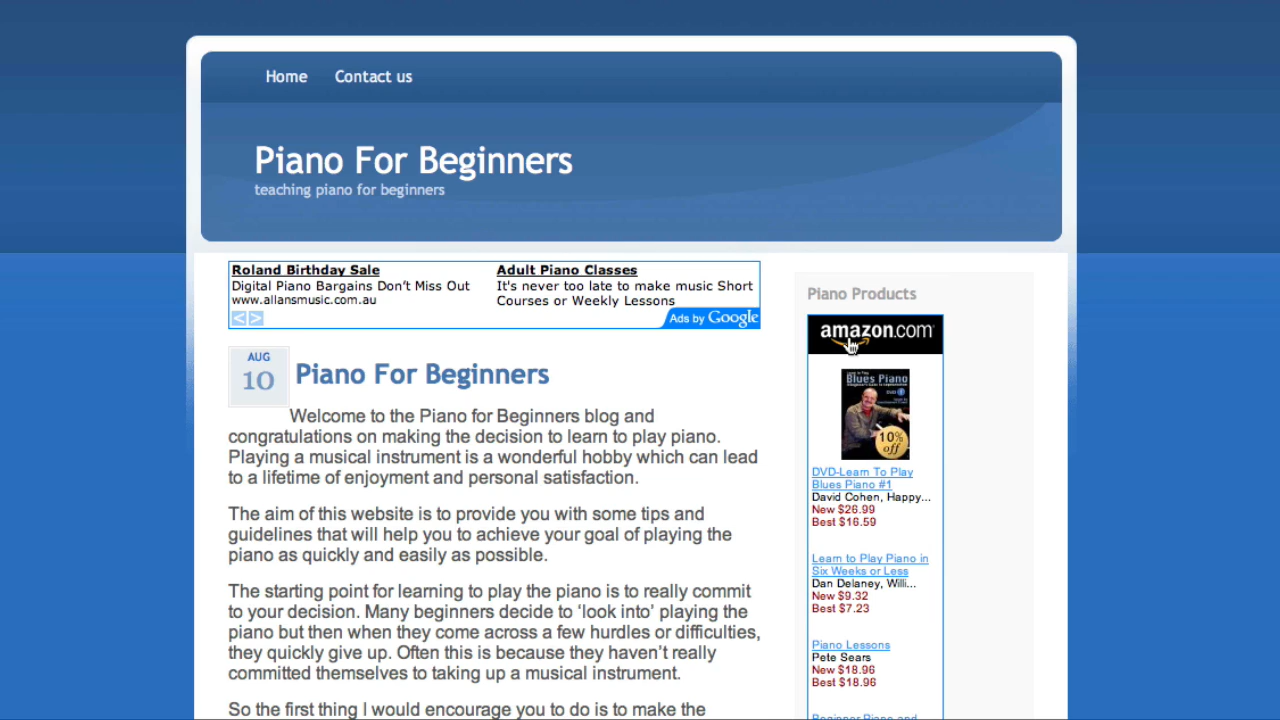 Home Contact us
Piano For Beginners
teaching piano for beginners
Roland Birthday Sale
Digital Piano Bargains Don't Miss Out
www.allansmusic.com.au
Adult Piano Classes
It's never too late to make music Short
Courses or Weekly Lessons
< >
Ads by Google
AUG
10
Piano For Beginners
Welcome to the Piano for Beginners blog and
congratulations on making the decision to learn to play piano.
Playing a musical instrument is a wonderful hobby which can lead
to a lifetime of enjoyment and personal satisfaction.
The aim of this website is to provide you with some tips and
guidelines that will help you to achieve your goal of playing the
piano as quickly and easily as possible.
The starting point for learning to play the piano is to really commit
to your decision. Many beginners decide to ‘look into’ playing the
piano but then when they come across a few hurdles or difficulties,
they quickly give up. Often this is because they haven’t really
committed themselves to taking up a musical instrument.
So the first thing I would encourage you to do is to make the
Piano Products
amazon.com
Learn to Play
Blues Piano
10%
off
DVD-Learn To Play
Blues Piano #1
David Cohen, Happy...
New $26.99
Best $16.59
Learn to Play Piano in
Six Weeks or Less
Dan Delaney, Willi...
New $9.32
Best $7.23
Piano Lessons
Pete Sears
New $18.96
Best $18.96
Beginner Piano and